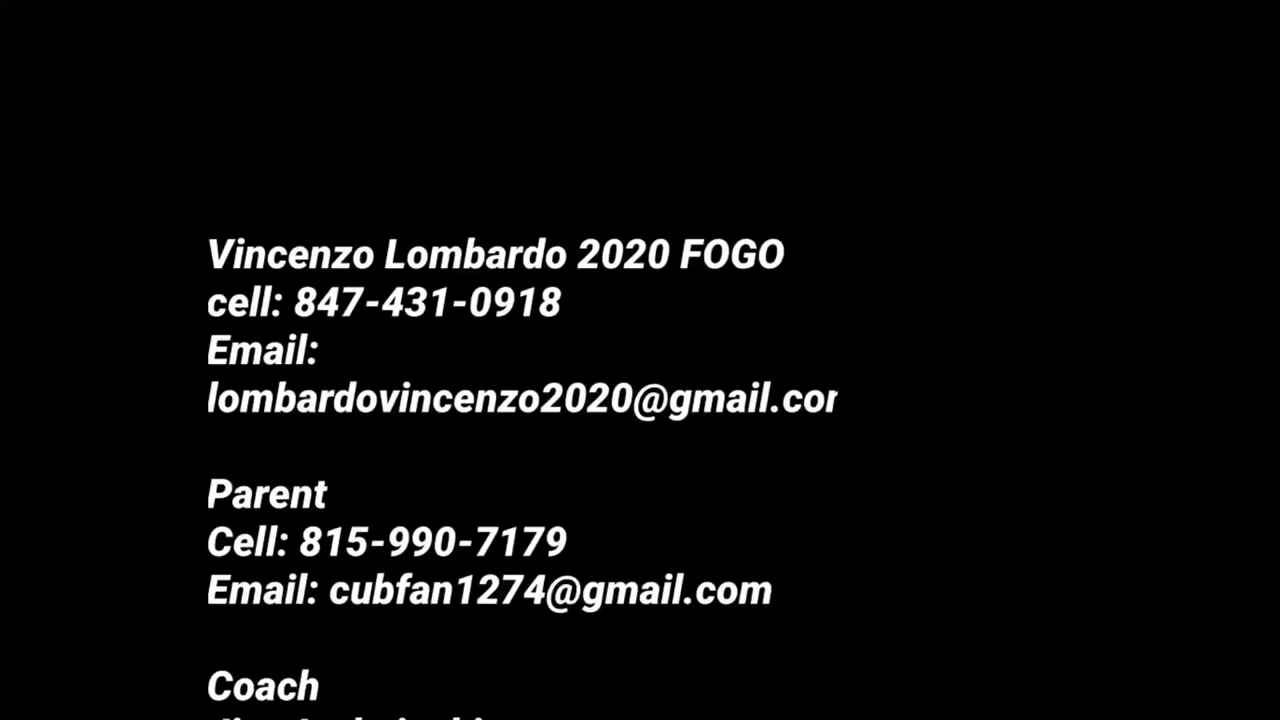 Vincenzo Lombardo 2020 FOGO
cell: 847-431-0918
Email:
lombardovincenzo2020@gmail.cor
Parent
Cell: 815-990-7179
Email: cubfan1274@gmail.com
Coach